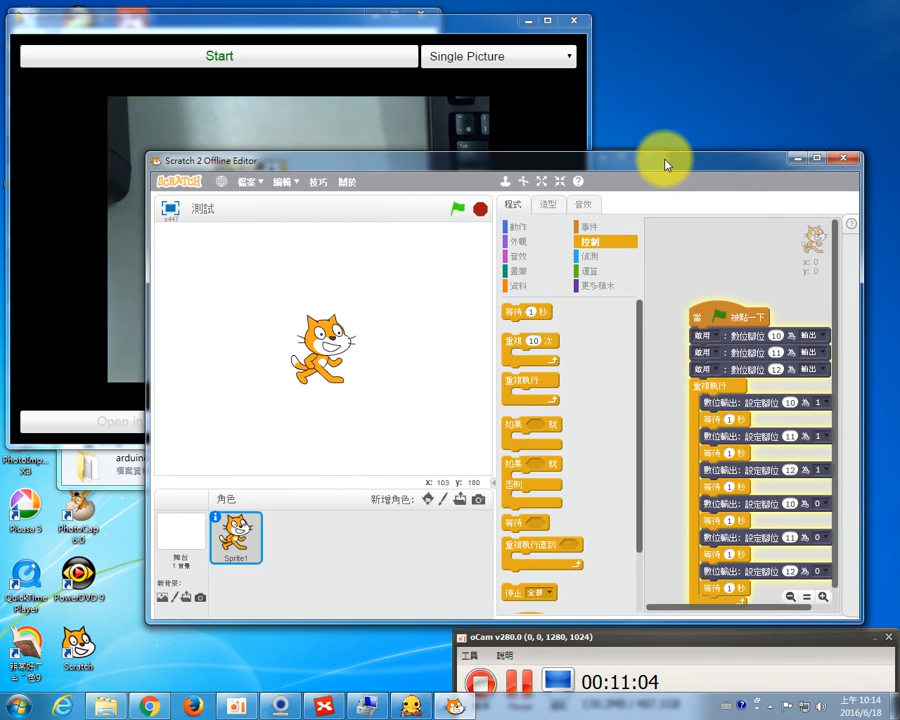 Start
Single Picture
Scratch 2 Offline Editor
SCRATCH
檔案
編輯
技巧
關於
v447
測試
程式
造型
音效
動作
事件
外觀
控制
音效
偵測
畫筆
運算
資料
更多積木
x: 0
y: 0
等待 1 秒
重複 10 次
重複執行
如果 就
如果 就
否則
等待
重複執行直到
停止 全部
當 被點一下
啟用 : 數位腳位 10 為 輸出
啟用 : 數位腳位 11 為 輸出
啟用 : 數位腳位 12 為 輸出
重複執行
數位輸出: 設定腳位 10 為 1
等待 1 秒
數位輸出: 設定腳位 11 為 1
等待 1 秒
數位輸出: 設定腳位 12 為 1
等待 1 秒
數位輸出: 設定腳位 10 為 0
等待 1 秒
數位輸出: 設定腳位 11 為 0
等待 1 秒
數位輸出: 設定腳位 12 為 0
等待 1 秒
x: 103 y: 180
角色
新增角色:
Sprite1
舞台
1 背景
新背景:
Open in
PhotoImp...
X3
Picasa 3
PhotoCap
6.0
QuickTime
Player
PowerDVD 9
Scratch
oCam v280.0 (0, 0, 1280, 1024)
工具
說明
00:11:04
上午 10:14
2016/6/18